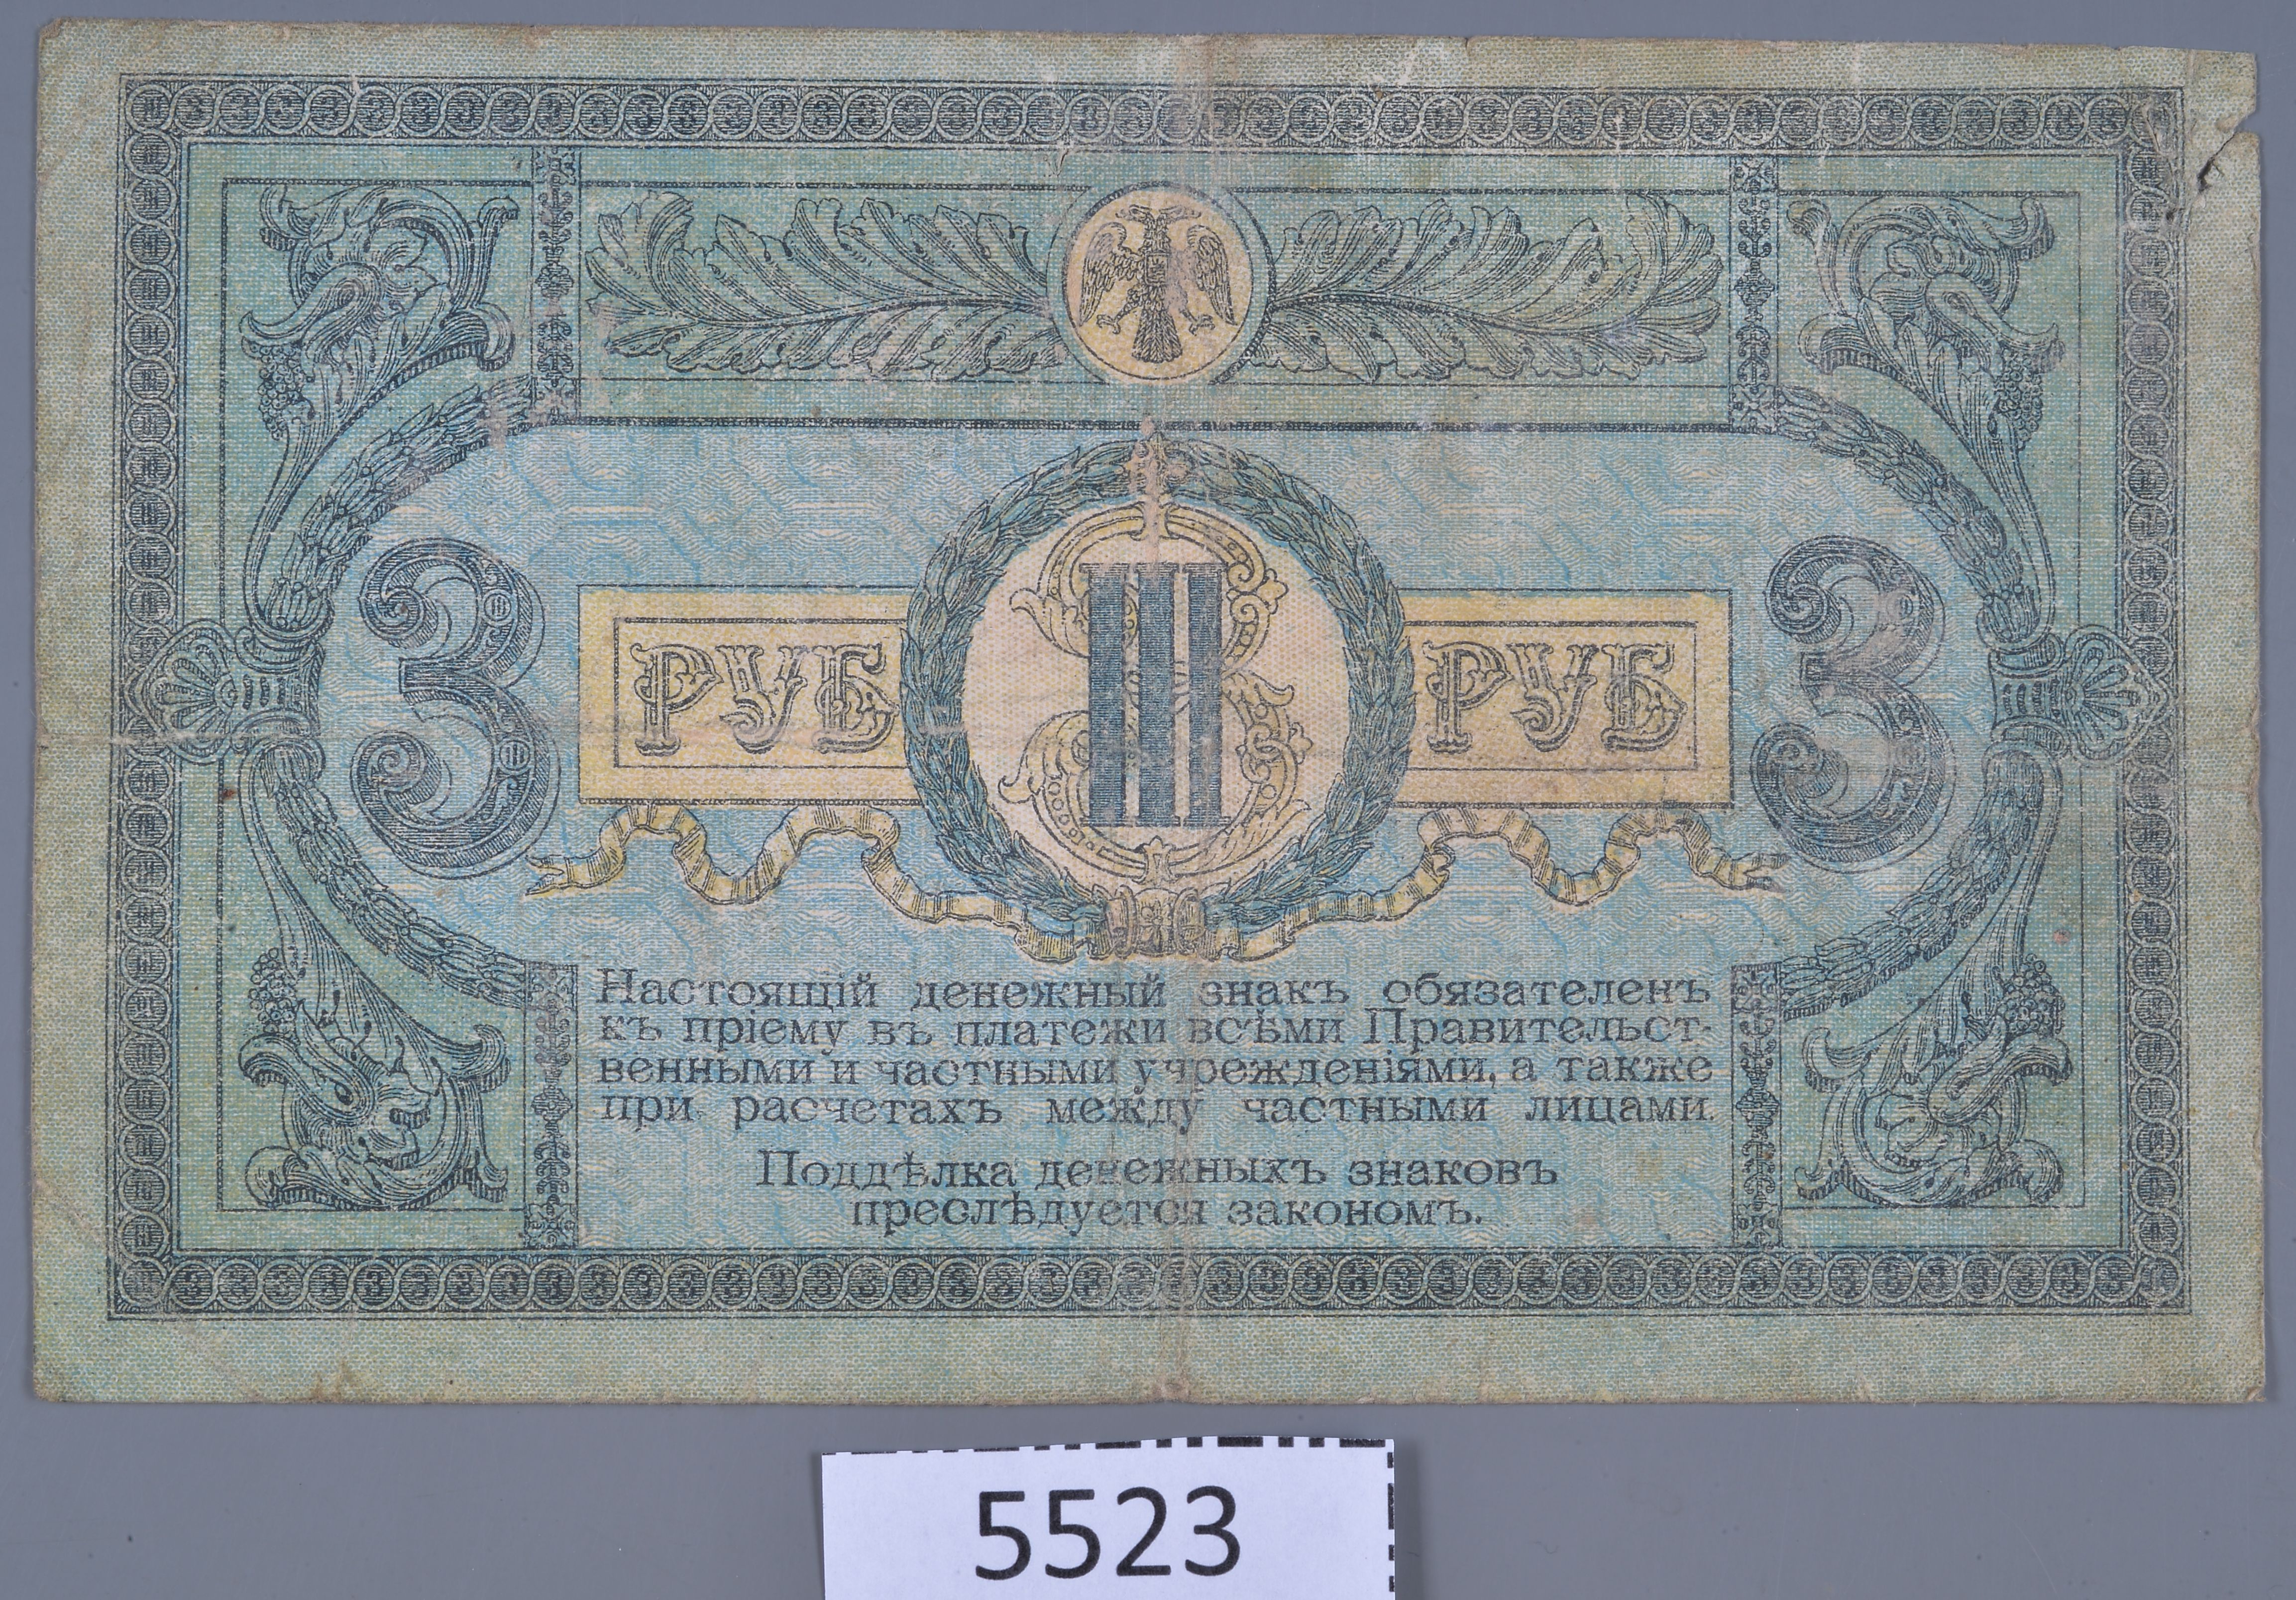 3 РУБ III РУБ 3
Настоящій денежный знакъ обязателенъ
къ пріему въ платежи всѣми Правительст-
венными и частными учрежденіями, а также
при расчетахъ между частными лицами.
Поддѣлка денежныхъ знаковъ
преслѣдуется закономъ.
5523